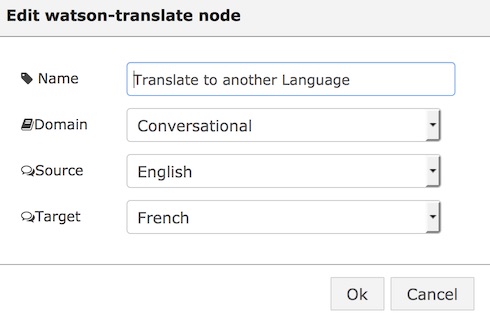 Edit watson-translate node
Name
Translate to another Language
Domain
Conversational
Source
English
Target
French
Ok
Cancel